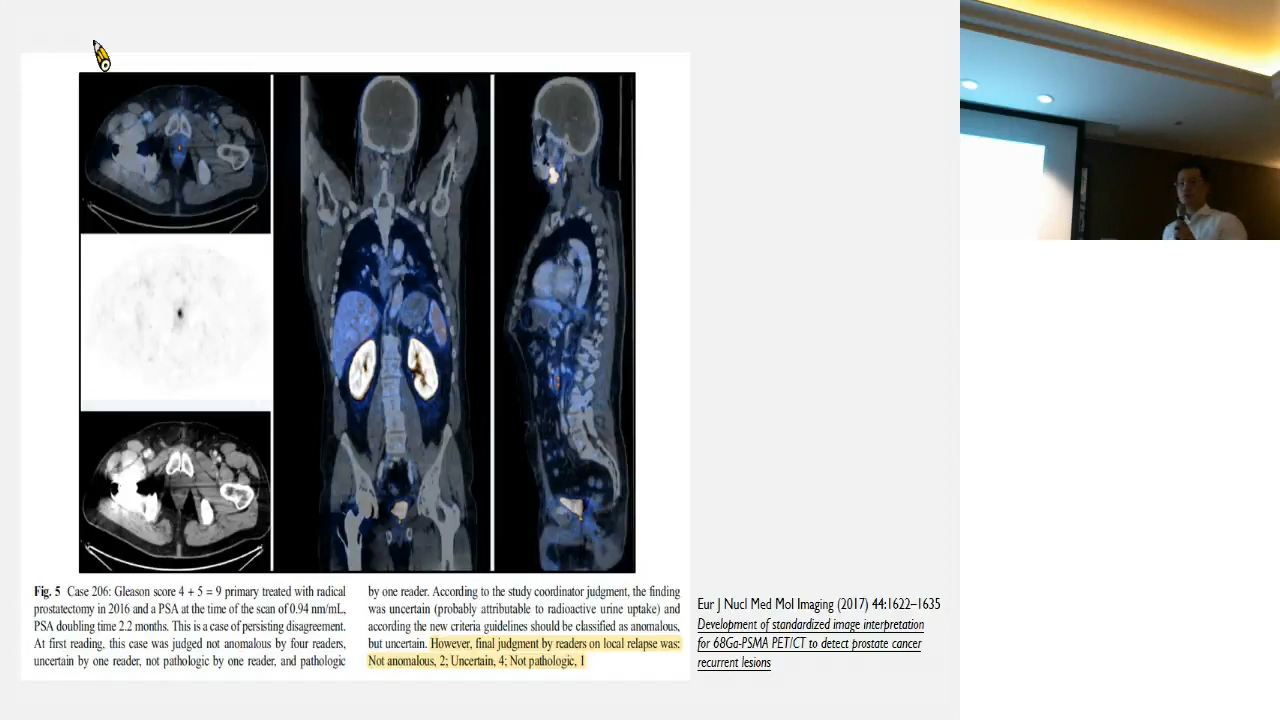 Fig. 5 Case 206: Gleason score 4 + 5 = 9 primary treated with radical
prostatectomy in 2016 and a PSA at the time of the scan of 0.94 nm/mL,
PSA doubling time 2.2 months. This is a case of persisting disagreement.
At first reading, this case was judged not anomalous by four readers,
uncertain by one reader, not pathologic by one reader, and pathologic
by one reader. According to the study coordinator judgment, the finding
was uncertain (probably attributable to radioactive urine uptake) and
according the new criteria guidelines should be classified as anomalous,
but uncertain. However, final judgment by readers on local relapse was:
Not anomalous, 2; Uncertain, 4; Not pathologic, 1
Eur J Nucl Med Mol Imaging (2017) 44:1622–1635
Development of standardized image interpretation
for 68Ga-PSMA PET/CT to detect prostate cancer
recurrent lesions